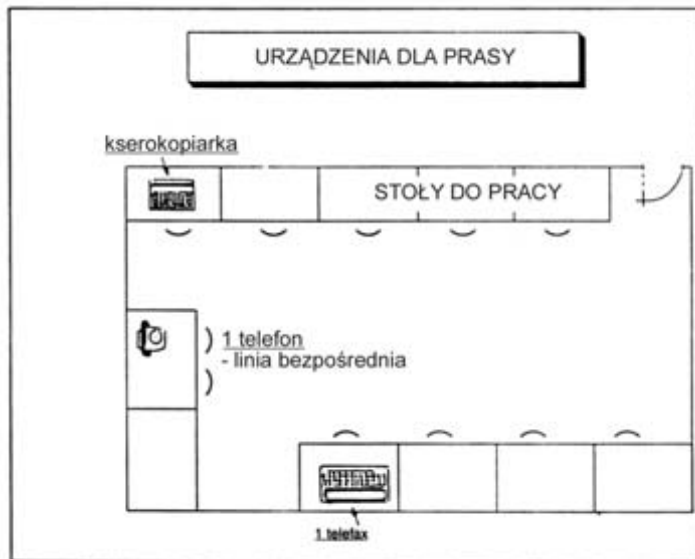 URZĄDZENIA DLA PRASY
kserokopiarka
STOŁY DO PRACY
1 telefon
- linia bezpośrednia
1 telefax